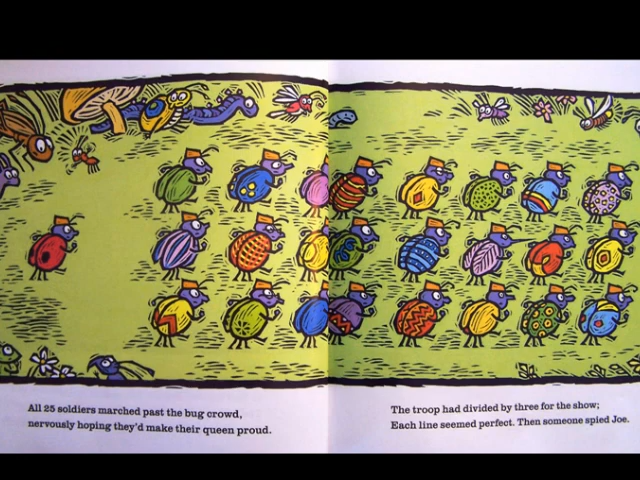 All 25 soldiers marched past the bug crowd,
nervously hoping they'd make their queen proud.
The troop had divided by three for the show;
Each line seemed perfect. Then someone spied Joe.